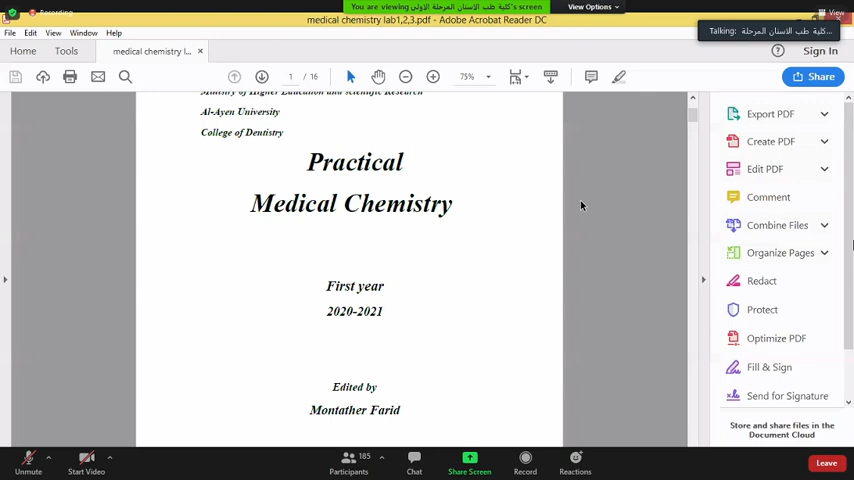 Recording
You are viewing كلية طب الاسنان المرحلة الاولى's screen
View Options
View
medical chemistry lab1,2,3.pdf - Adobe Acrobat Reader DC
Talking: كلية طب الاسنان المرحلة...
File Edit View Window Help
Home Tools medical chemistry l... × Sign In
1 / 16 75% Share
Ministry of Higher Education and scientific Research
Al-Ayen University
College of Dentistry
Practical
Medical Chemistry
First year
2020-2021
Edited by
Montather Farid
Export PDF
Create PDF
Edit PDF
Comment
Combine Files
Organize Pages
Redact
Protect
Optimize PDF
Fill & Sign
Send for Signature
Store and share files in the
Document Cloud
185
Unmute Start Video Participants Chat Share Screen Record Reactions Leave